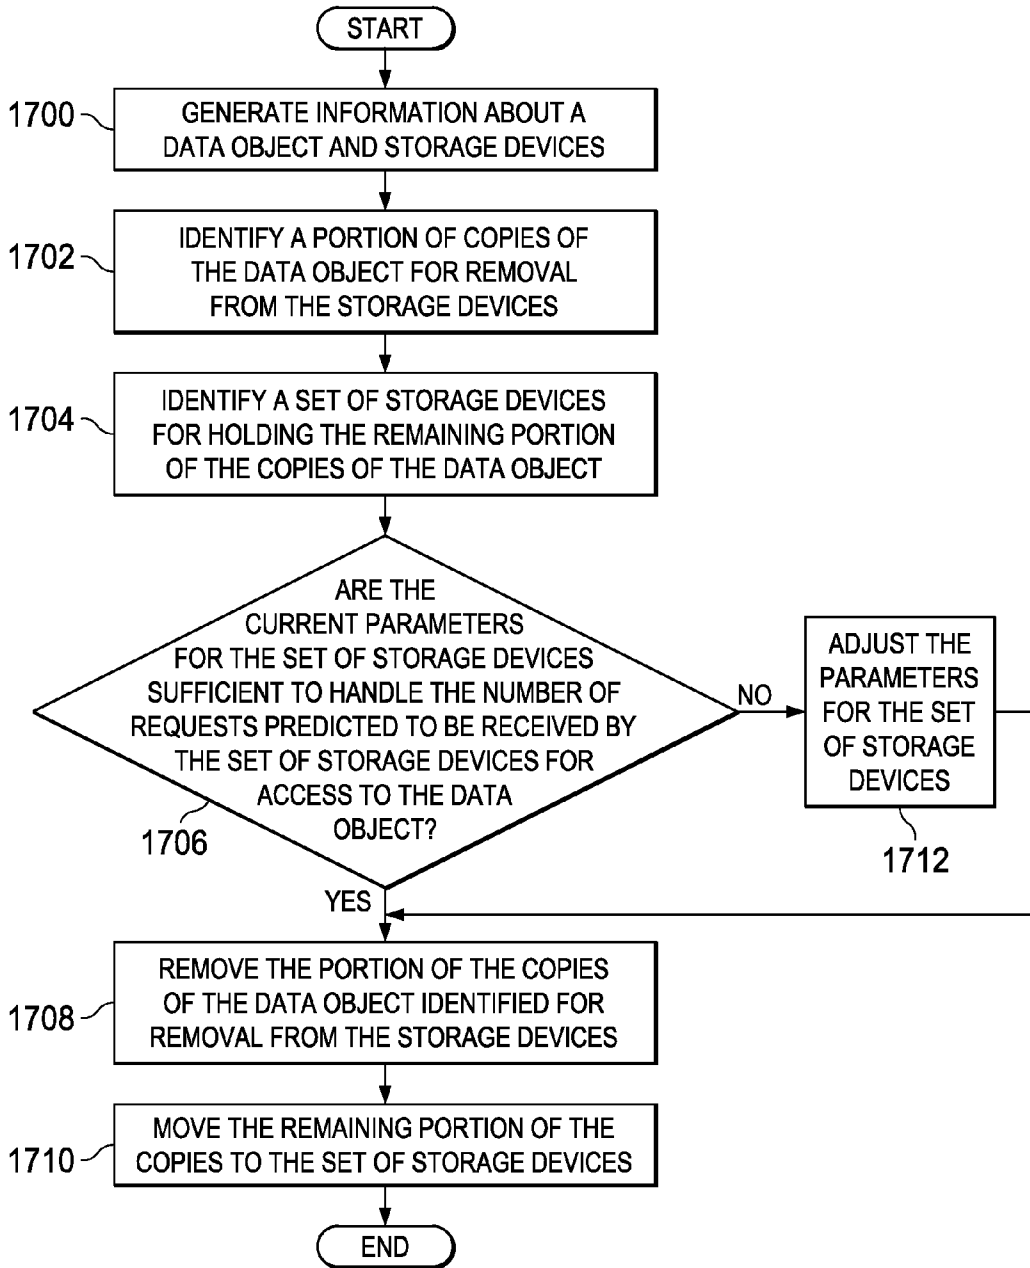 START
1700
GENERATE INFORMATION ABOUT A
DATA OBJECT AND STORAGE DEVICES
1702
IDENTIFY A PORTION OF COPIES OF
THE DATA OBJECT FOR REMOVAL
FROM THE STORAGE DEVICES
1704
IDENTIFY A SET OF STORAGE DEVICES
FOR HOLDING THE REMAINING PORTION
OF THE COPIES OF THE DATA OBJECT
ARE THE
CURRENT PARAMETERS
FOR THE SET OF STORAGE DEVICES
SUFFICIENT TO HANDLE THE NUMBER OF
REQUESTS PREDICTED TO BE RECEIVED BY
THE SET OF STORAGE DEVICES FOR
ACCESS TO THE DATA
OBJECT?
1706
NO
ADJUST THE
PARAMETERS
FOR THE SET
OF STORAGE
DEVICES
1712
YES
1708
REMOVE THE PORTION OF THE COPIES
OF THE DATA OBJECT IDENTIFIED FOR
REMOVAL FROM THE STORAGE DEVICES
1710
MOVE THE REMAINING PORTION OF THE
COPIES TO THE SET OF STORAGE DEVICES
END